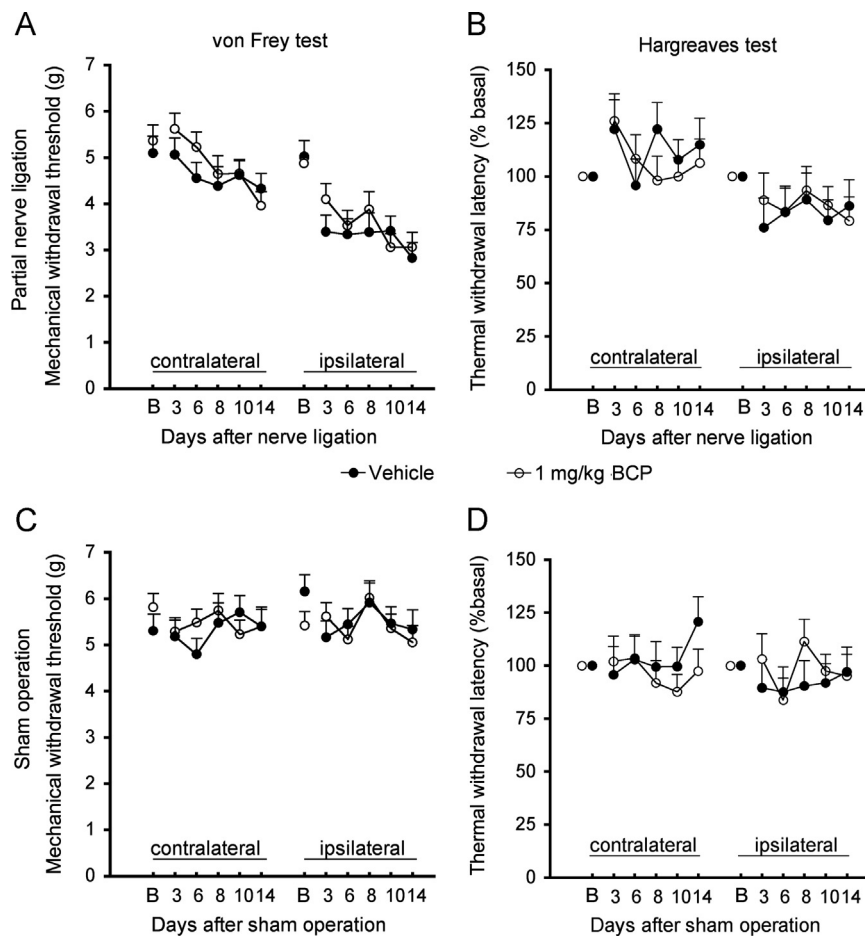 A
von Frey test
B
Hargreaves test
Partial nerve ligation
Mechanical withdrawal threshold (g)
7
6
5
4
3
2
1
0
contralateral
ipsilateral
B 3 6 8 10 14 B 3 6 8 10 14
Days after nerve ligation
Thermal withdrawal latency (% basal)
150
125
100
75
50
25
0
contralateral
ipsilateral
B 3 6 8 10 14 B 3 6 8 10 14
Days after nerve ligation
Vehicle
1 mg/kg BCP
C
Sham operation
Mechanical withdrawal threshold (g)
7
6
5
4
3
2
1
0
contralateral
ipsilateral
B 3 6 8 10 14 B 3 6 8 10 14
Days after sham operation
D
Thermal withdrawal latency (%basal)
150
125
100
75
50
25
0
contralateral
ipsilateral
B 3 6 8 10 14 B 3 6 8 10 14
Days after sham operation